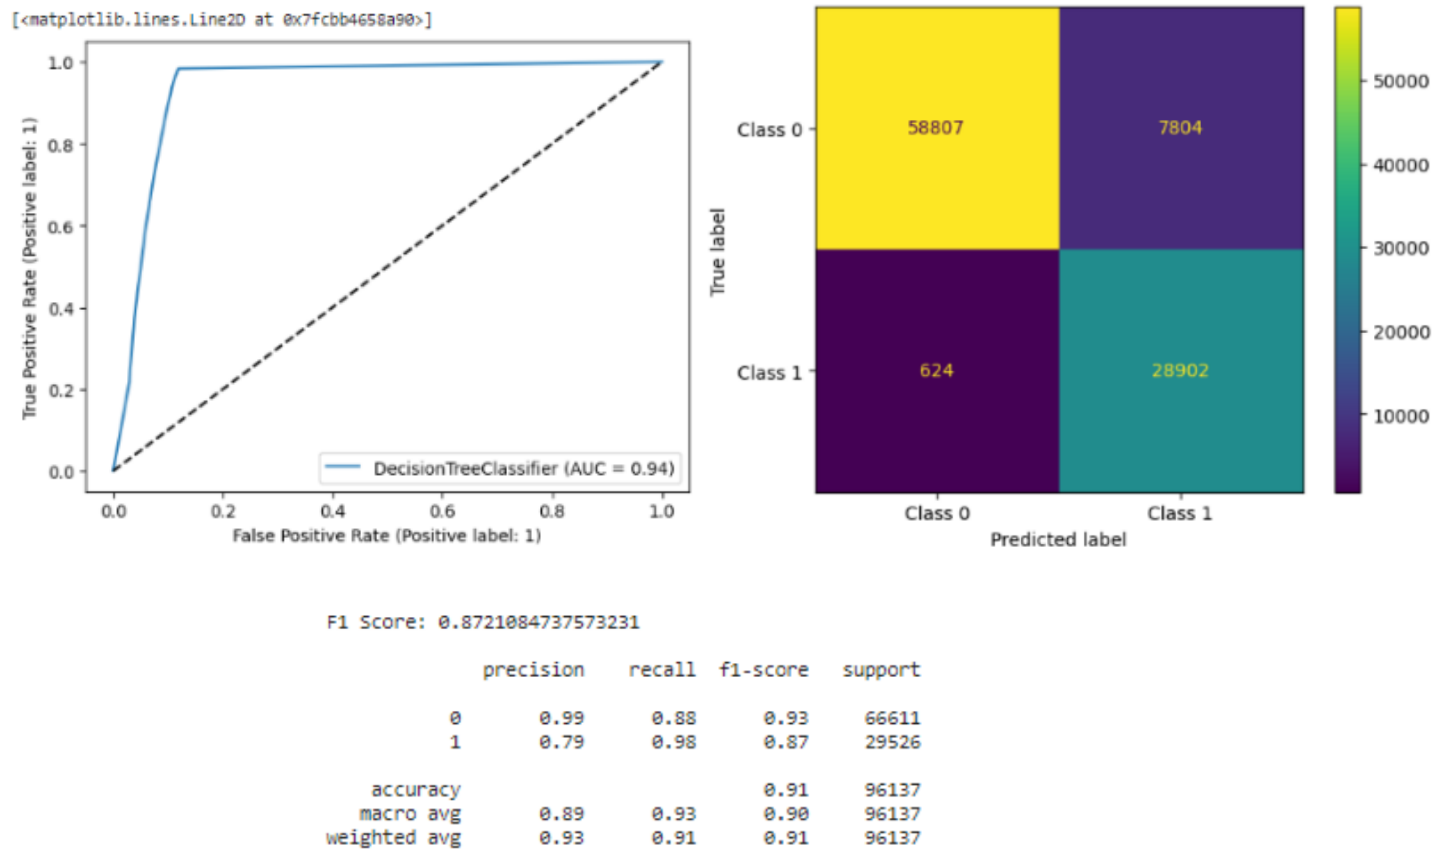 [<matplotlib.lines.Line2D at 0x7fcbb4658a90>]
1.0
0.8
0.6
0.4
0.2
0.0
True Positive Rate (Positive label: 1)
DecisionTreeClassifier (AUC = 0.94)
0.0 0.2 0.4 0.6 0.8 1.0
False Positive Rate (Positive label: 1)
True label
Class 0 58807 7804
Class 1 624 28902
Class 0 Class 1
Predicted label
50000
40000
30000
20000
10000
F1 Score: 0.8721084737573231
precision recall f1-score support
0 0.99 0.88 0.93 66611
1 0.79 0.98 0.87 29526
accuracy 0.91 96137
macro avg 0.89 0.93 0.90 96137
weighted avg 0.93 0.91 0.91 96137